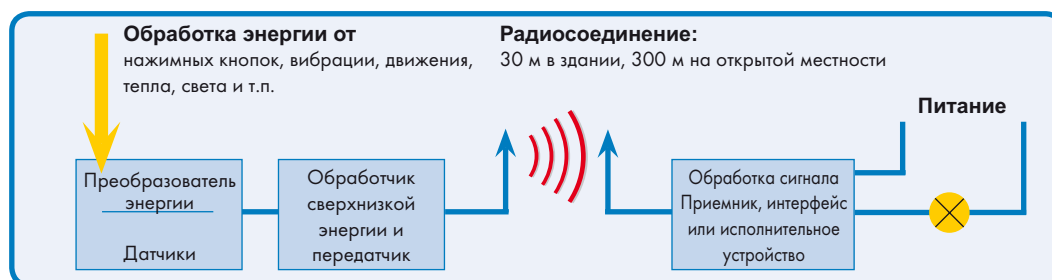 Обработка энергии от
нажимных кнопок, вибрации, движения,
тепла, света и т.п.
Радиосоединение:
30 м в здании, 300 м на открытой местности
Питание
Преобразователь
энергии
Датчики
Обработчик
сверхнизкой
энергии и
передатчик
Обработка сигнала
Приемник, интерфейс
или исполнительное
устройство